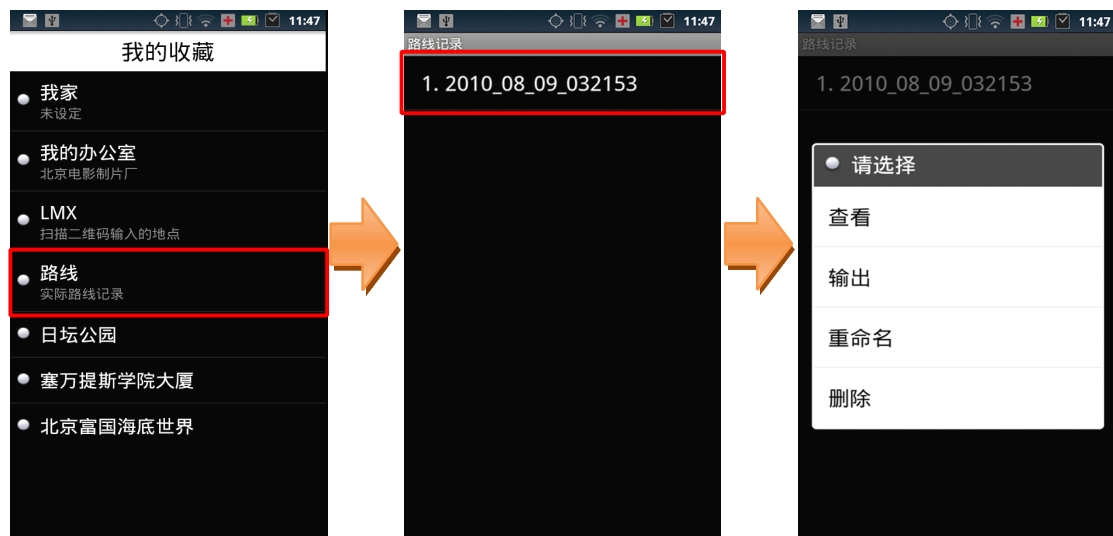 11:47
我的收藏
我家
未设定
我的办公室
北京电影制片厂
LMX
扫描二维码输入的地点
路线
实际路线记录
日坛公园
塞万提斯学院大厦
北京富国海底世界
11:47
路线记录
1. 2010_08_09_032153
11:47
路线记录
1. 2010_08_09_032153
请选择
查看
输出
重命名
删除